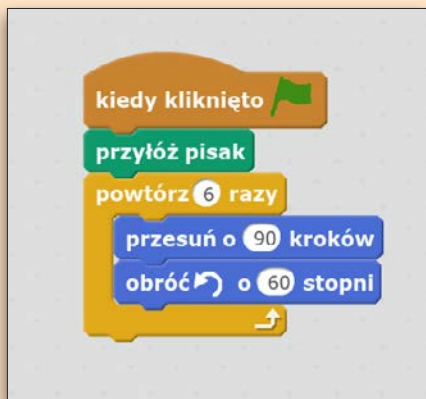 kiedy kliknięto
przyłóż pisak
powtórz 6 razy
przesuń o 90 kroków
obróć o 60 stopni